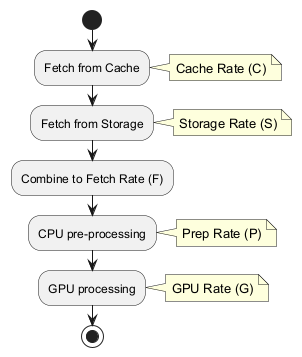 Fetch from Cache
Cache Rate (C)
Fetch from Storage
Storage Rate (S)
Combine to Fetch Rate (F)
CPU pre-processing
Prep Rate (P)
GPU processing
GPU Rate (G)